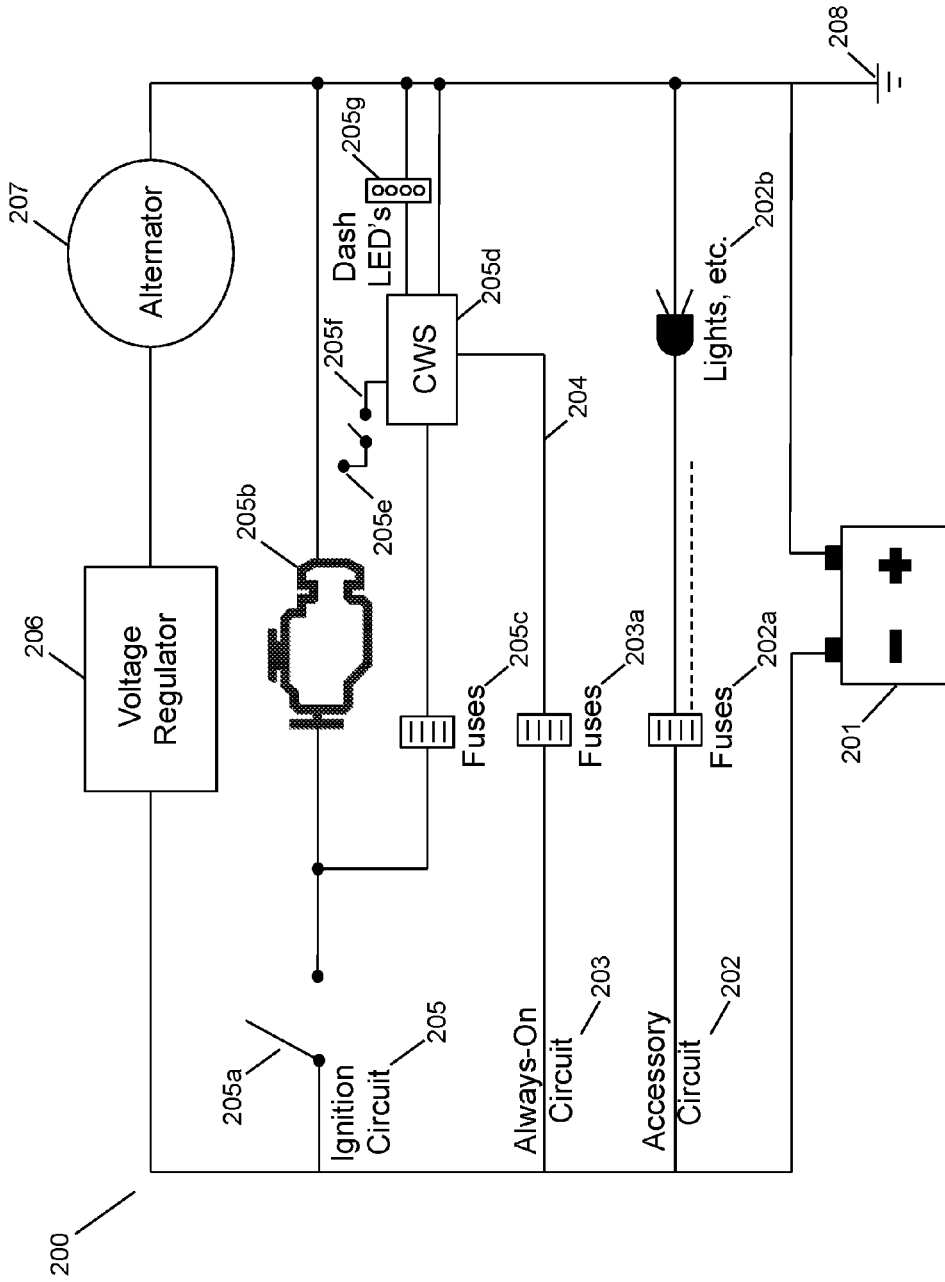 200
206
207
Voltage
Regulator
Alternator
205a
205b
205f
205e
Dash
LED's
205g
Ignition
Circuit
205
Fuses
205c
CWS
205d
Always-On
Circuit
203
Fuses
203a
204
Accessory
Circuit
202
Fuses
202a
Lights, etc.
202b
201
− +
208